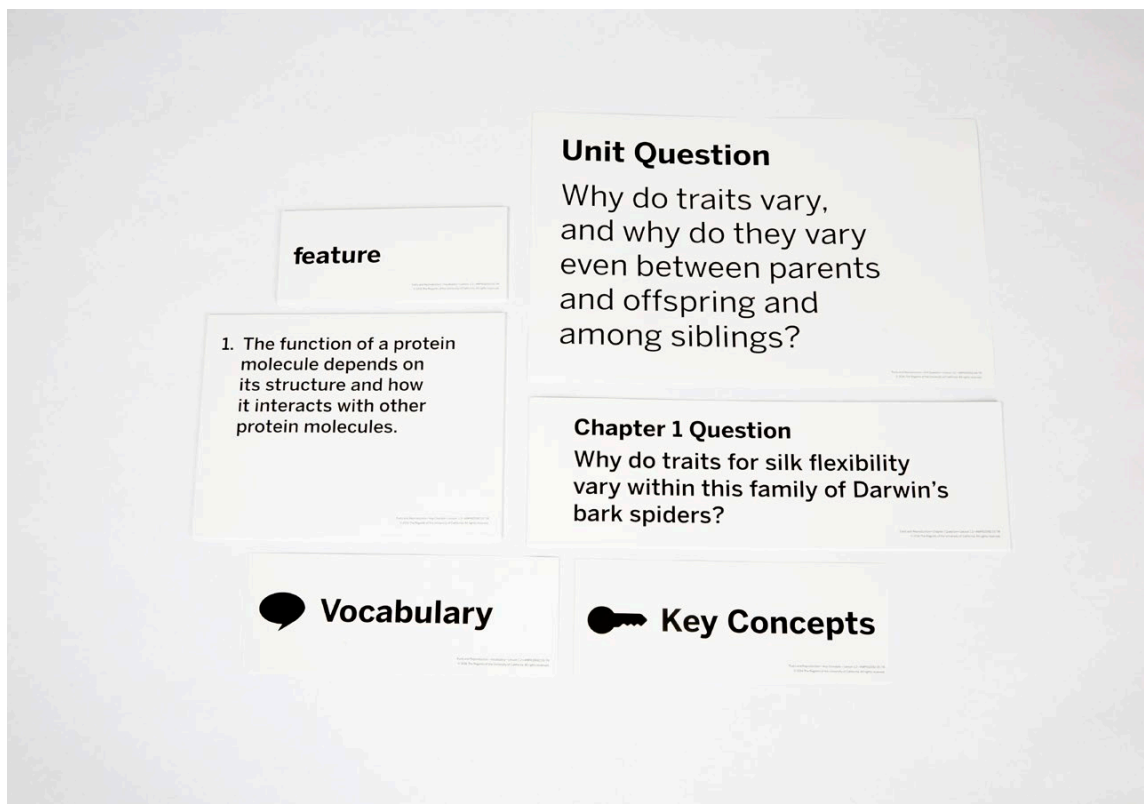 feature
1. The function of a protein
molecule depends on
its structure and how
it interacts with other
protein molecules.
Unit Question
Why do traits vary,
and why do they vary
even between parents
and offspring and
among siblings?
Chapter 1 Question
Why do traits for silk flexibility
vary within this family of Darwin’s
bark spiders?
Vocabulary
Key Concepts